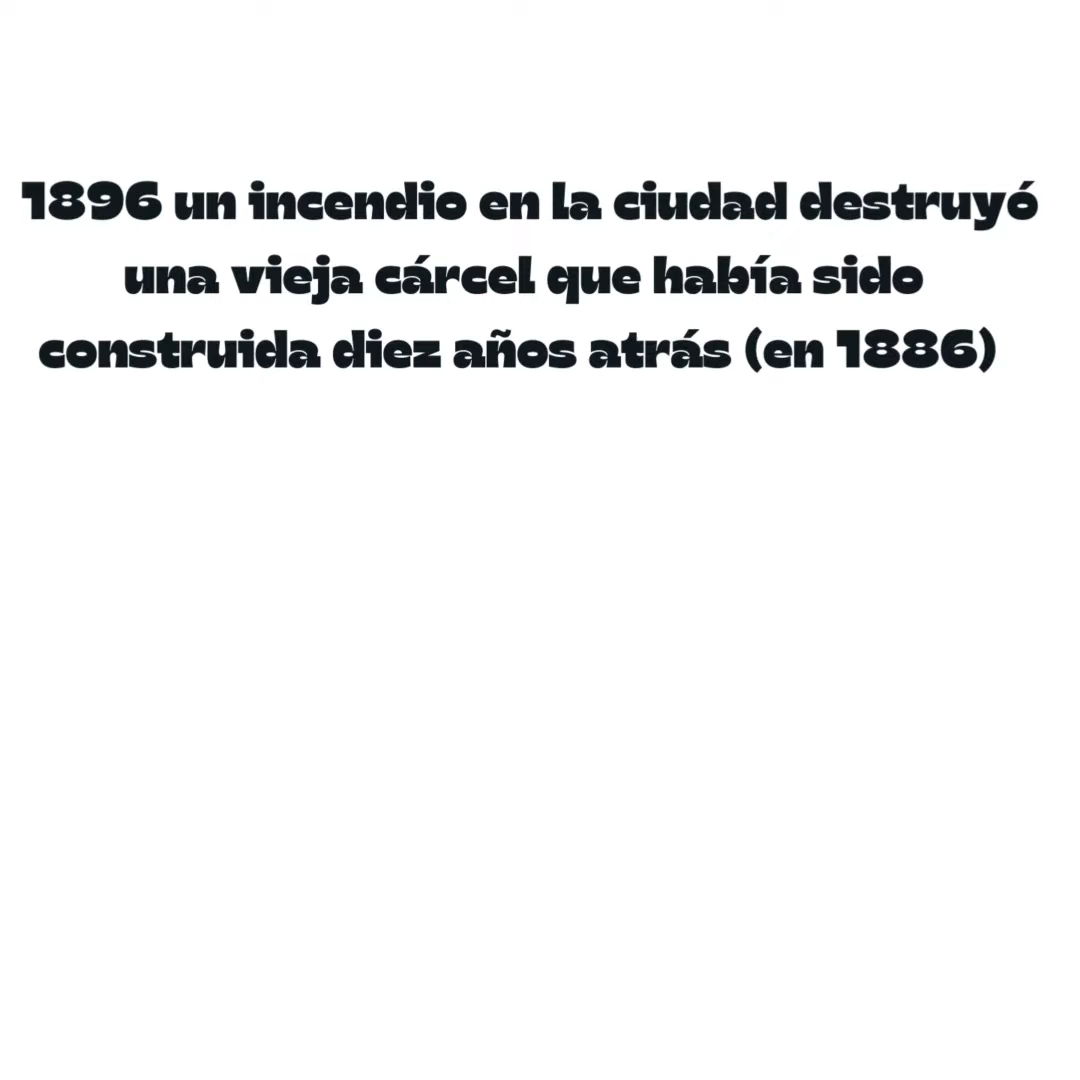 1896 un incendio en la ciudad destruyó
una vieja cárcel que había sido
construida diez años atrás (en 1886)